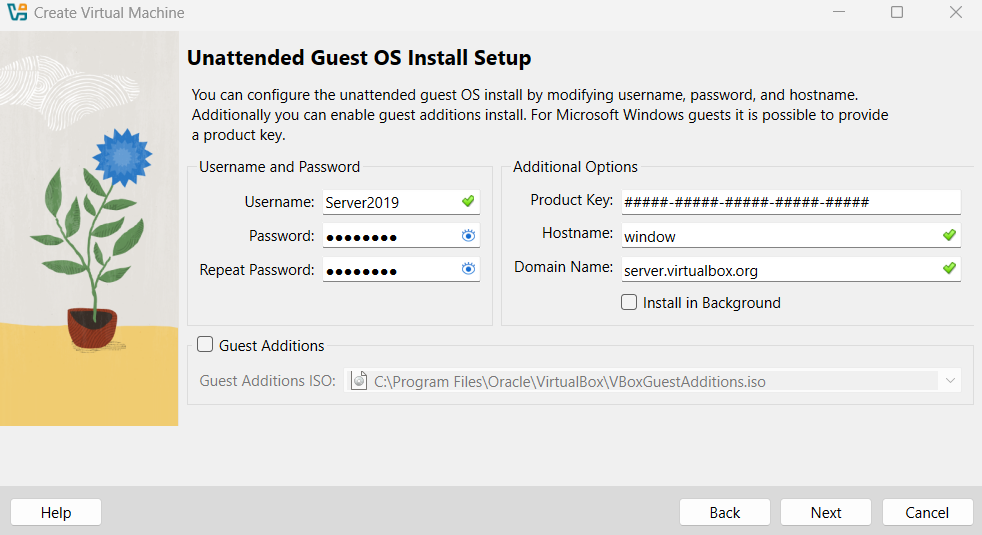 Create Virtual Machine
Unattended Guest OS Install Setup
You can configure the unattended guest OS install by modifying username, password, and hostname.
Additionally you can enable guest additions install. For Microsoft Windows guests it is possible to provide
a product key.
Username and Password
Username: Server2019
Password: ●●●●●●●●
Repeat Password: ●●●●●●●●
Additional Options
Product Key: #####-#####-#####-#####-#####
Hostname: window
Domain Name: server.virtualbox.org
Install in Background
Guest Additions
Guest Additions ISO: C:\Program Files\Oracle\VirtualBox\VBoxGuestAdditions.iso
Help
Back
Next
Cancel